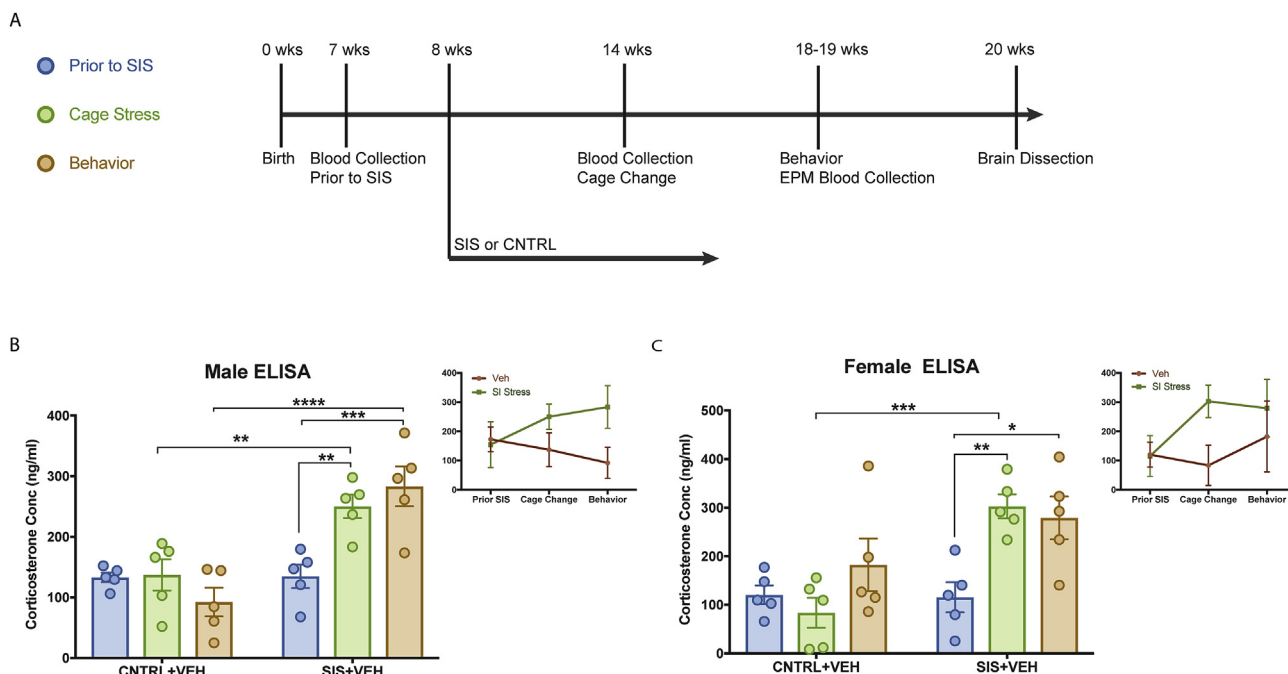 A
0 wks
7 wks
8 wks
14 wks
18-19 wks
20 wks
Prior to SIS
Cage Stress
Behavior
Birth
Blood Collection
Prior to SIS
Blood Collection
Cage Change
Behavior
EPM Blood Collection
Brain Dissection
SIS or CNTRL
B
Male ELISA
Corticosterone Conc (ng/ml)
400
300
200
100
0
****
***
**
**
CNTRL+VEH
SIS+VEH
Veh
SI Stress
400
300
200
100
0
Prior SIS
Cage Change
Behavior
C
Female ELISA
Corticosterone Conc (ng/ml)
500
400
300
200
100
0
***
*
**
CNTRL+VEH
SIS+VEH
Veh
SI Stress
400
300
200
100
0
Prior SIS
Cage Change
Behavior